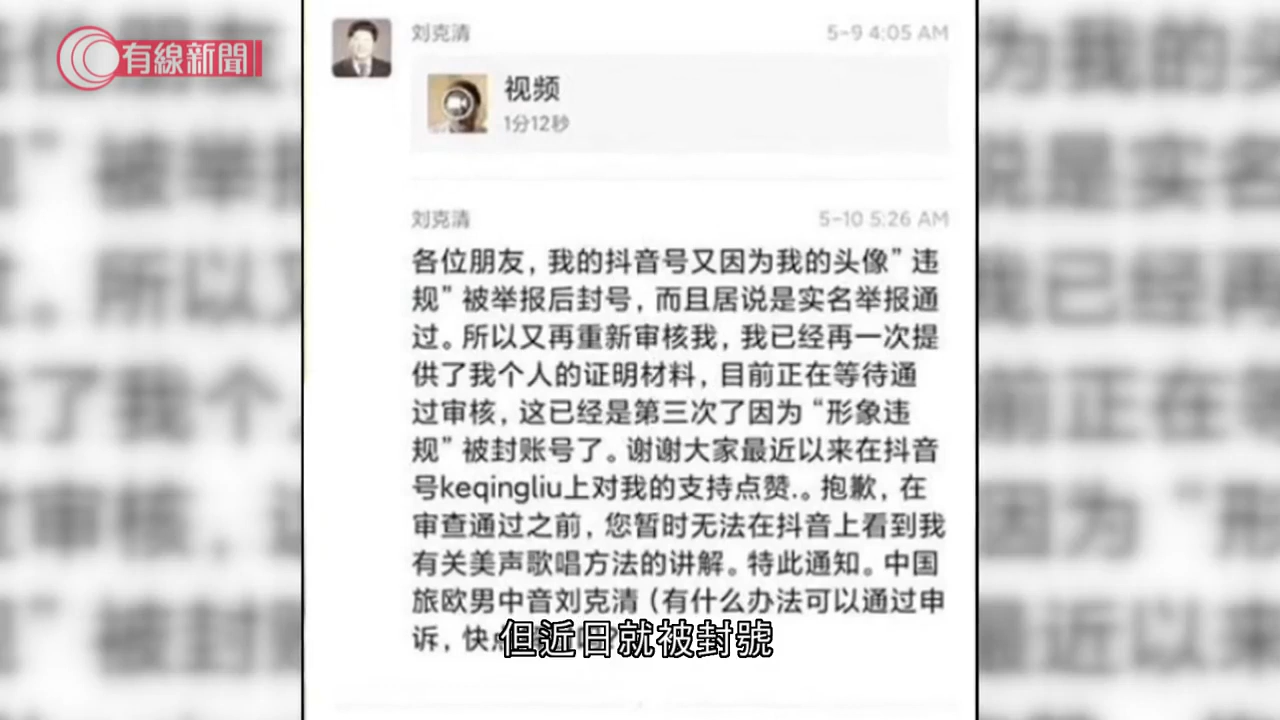 有線新聞
刘克清
5-9 4:05 AM
视频
1分12秒
刘克清
5-10 5:26 AM
各位朋友，我的抖音号又因为我的头像”违
规”被举报后封号，而且居说是实名举报通
过。所以又再重新审核我，我已经再一次提
供了我个人的证明材料，目前正在等待通
过审核，这已经是第三次了因为“形象违
规”被封账号了。谢谢大家最近以来在抖音
号keqingliu上对我的支持点赞.。抱歉，在
审查通过之前，您暂时无法在抖音上看到我
有关美声歌唱方法的讲解。特此通知。中国
旅欧男中音刘克清（有什么办法可以通过申
诉，快点
但近日就被封號